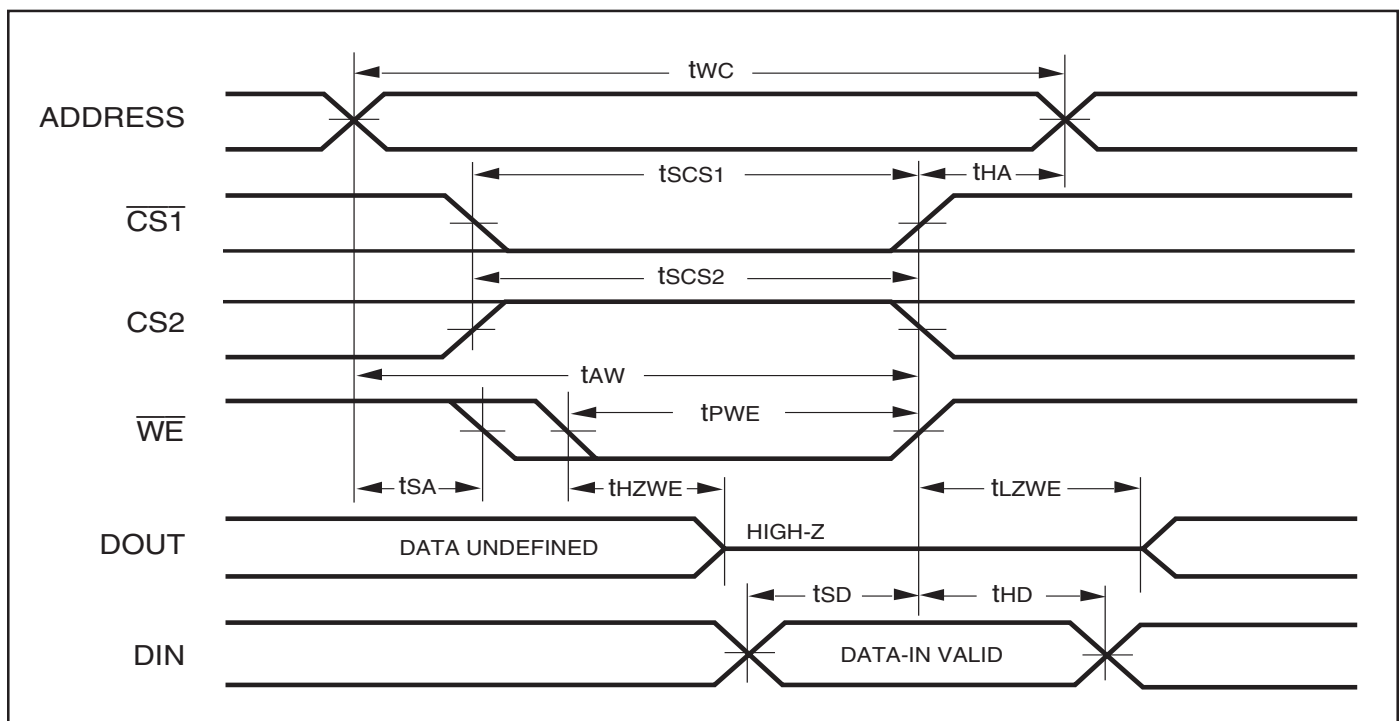 tWC
ADDRESS
tSCS1
tHA
CS1
tSCS2
CS2
tAW
WE
tPWE
tSA
tHZWE
tLZWE
DOUT
DATA UNDEFINED
HIGH-Z
tSD
tHD
DIN
DATA-IN VALID